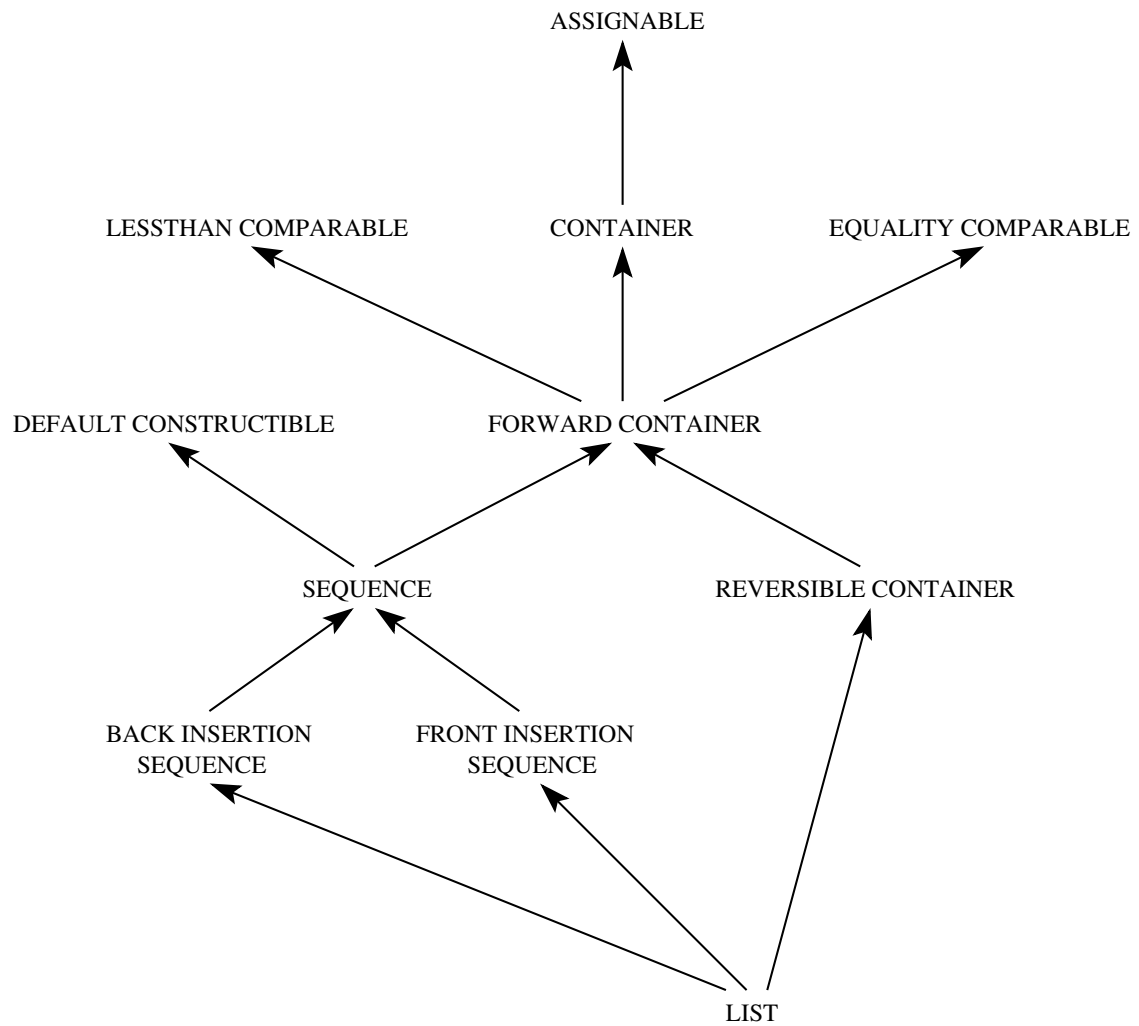 ASSIGNABLE
LESSTHAN COMPARABLE
CONTAINER
EQUALITY COMPARABLE
DEFAULT CONSTRUCTIBLE
FORWARD CONTAINER
SEQUENCE
REVERSIBLE CONTAINER
BACK INSERTION
SEQUENCE
FRONT INSERTION
SEQUENCE
LIST